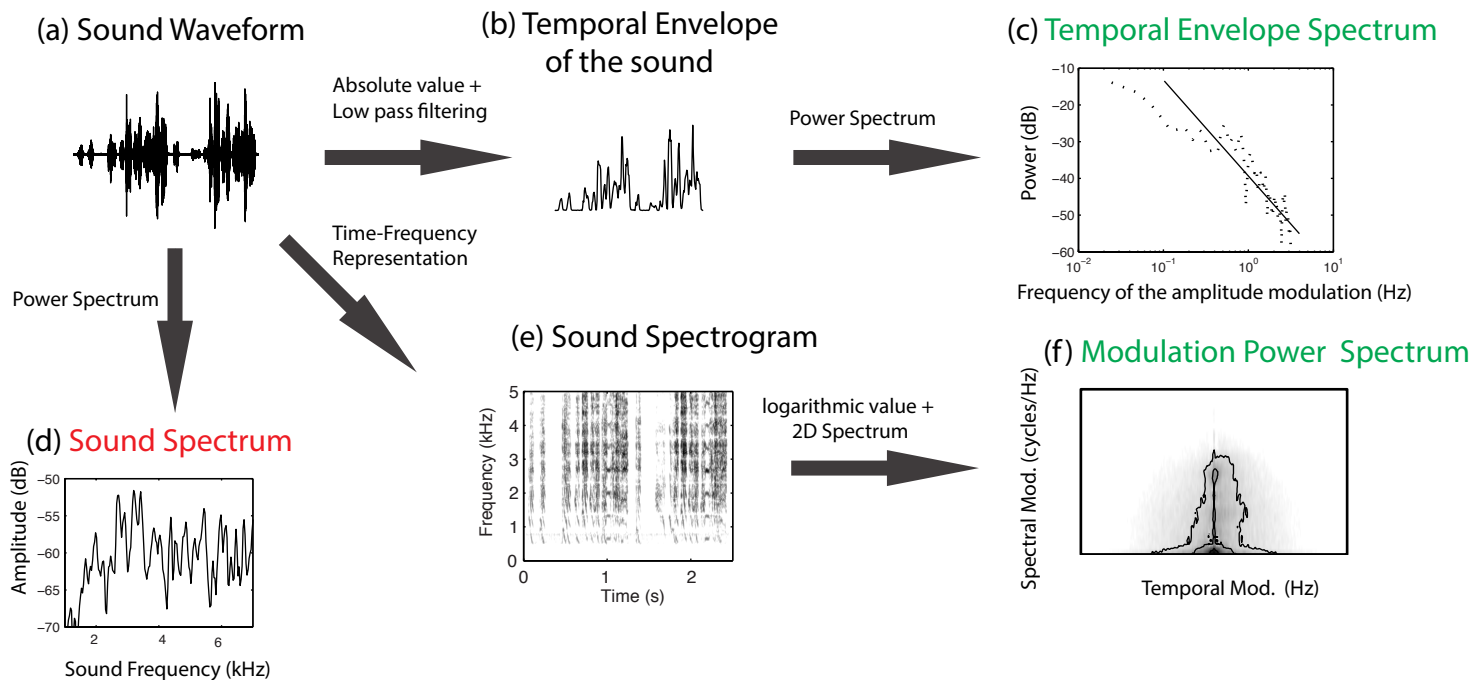 (a) Sound Waveform
(b) Temporal Envelope
of the sound
(c) Temporal Envelope Spectrum
Absolute value +
Low pass filtering
Power Spectrum
Power (dB)
−10
−20
−30
−40
−50
−60
10−2
10−1
100
101
Frequency of the amplitude modulation (Hz)
Time-Frequency
Representation
Power Spectrum
(d) Sound Spectrum
Amplitude (dB)
−50
−55
−60
−65
−70
2
4
6
Sound Frequency (kHz)
(e) Sound Spectrogram
Frequency (kHz)
5
4
3
2
1
0
0
1
2
Time (s)
logarithmic value +
2D Spectrum
(f) Modulation Power Spectrum
Spectral Mod. (cycles/Hz)
Temporal Mod. (Hz)